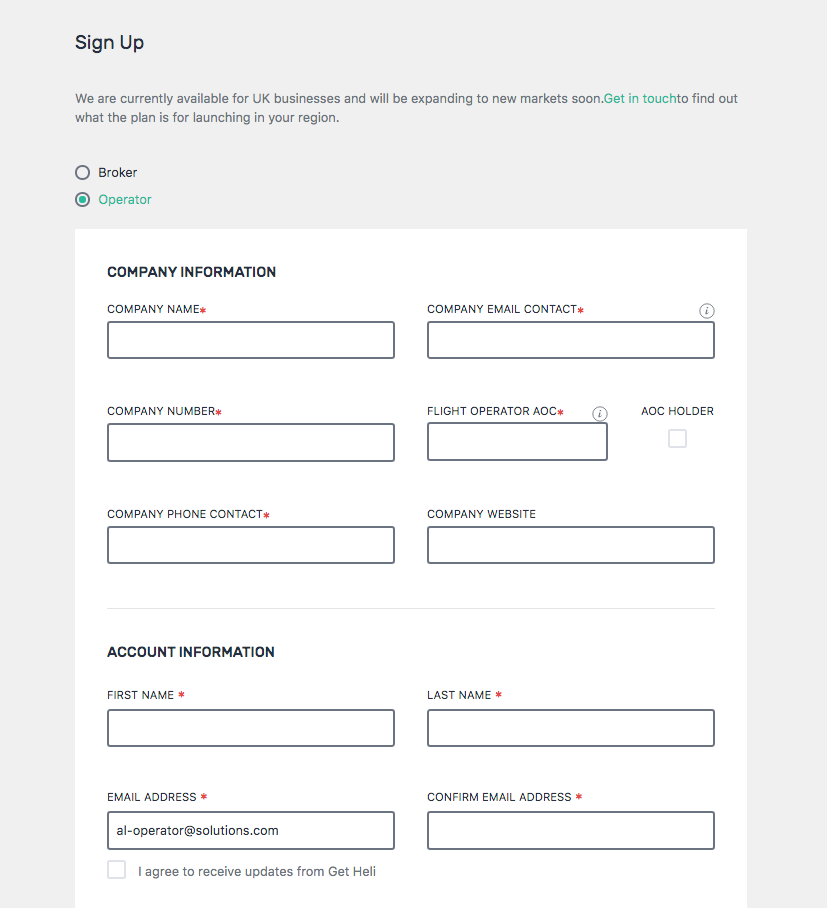 Sign Up
We are currently available for UK businesses and will be expanding to new markets soon.Get in touchto find out
what the plan is for launching in your region.
Broker
Operator
COMPANY INFORMATION
COMPANY NAME*
COMPANY EMAIL CONTACT* i
COMPANY NUMBER*
FLIGHT OPERATOR AOC* i
AOC HOLDER
COMPANY PHONE CONTACT*
COMPANY WEBSITE
ACCOUNT INFORMATION
FIRST NAME *
LAST NAME *
EMAIL ADDRESS *
CONFIRM EMAIL ADDRESS *
al-operator@solutions.com
I agree to receive updates from Get Heli